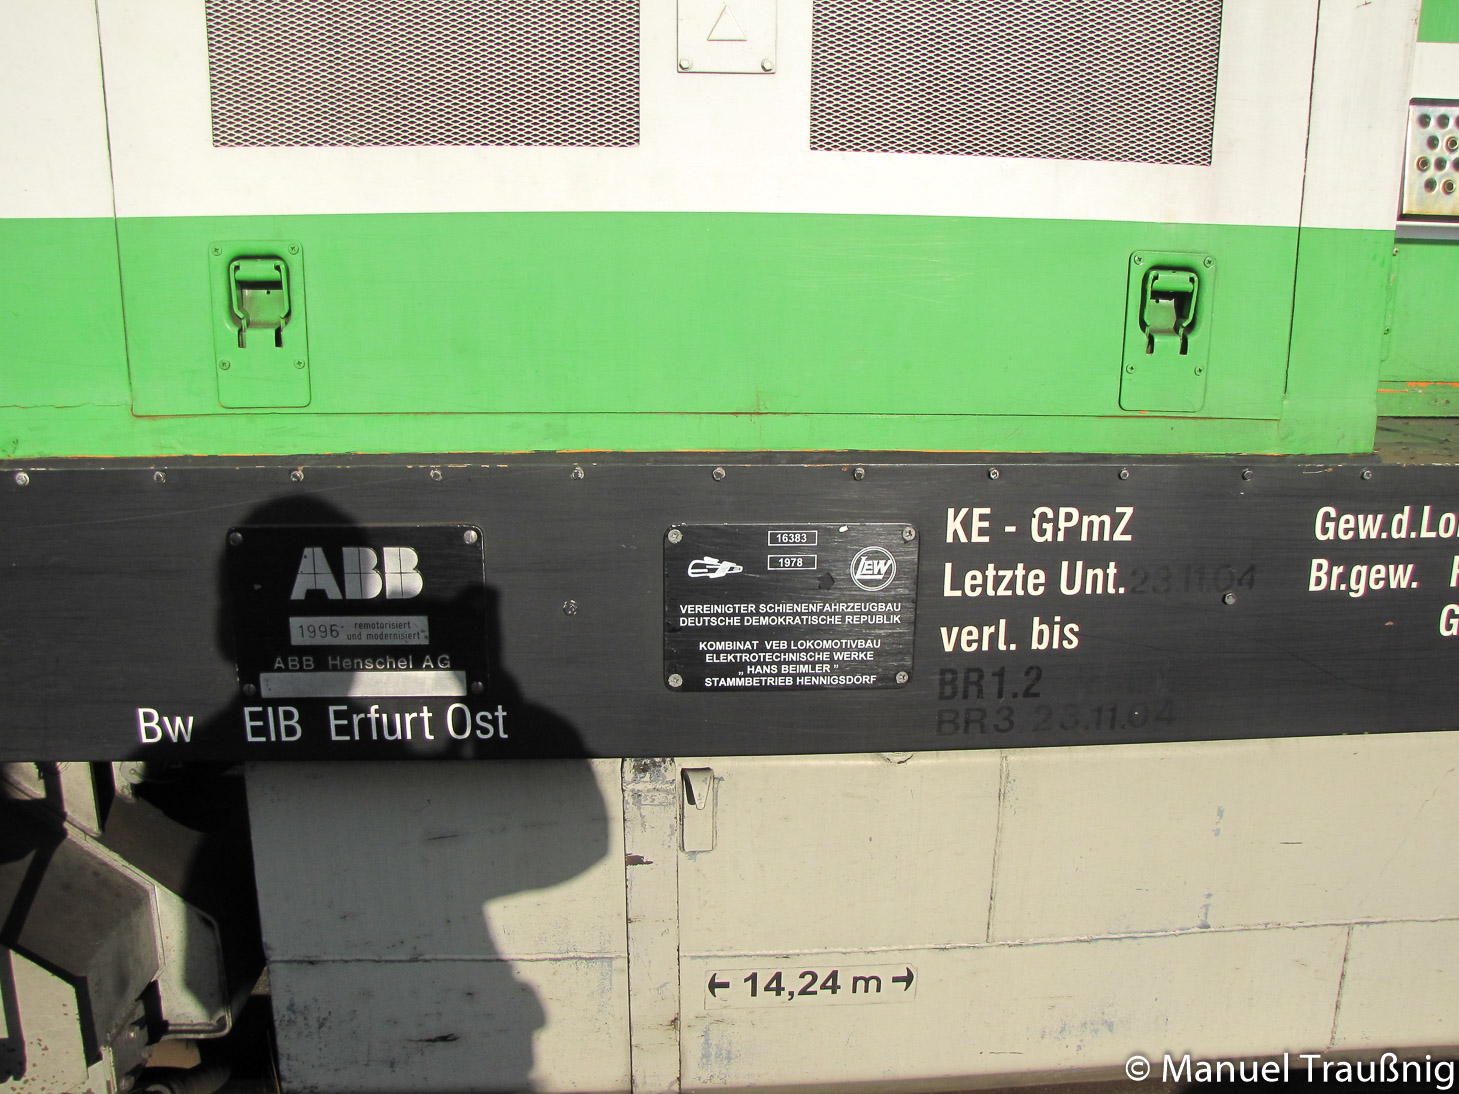 ABB
1996 remotorisiert
und modernisiert
ABB Henschel AG
Bw EIB Erfurt Ost
16383
1978
LEW
VEREINIGTER SCHIENENFAHRZEUGBAU
DEUTSCHE DEMOKRATISCHE REPUBLIK
KOMBINAT VEB LOKOMOTIVBAU
ELEKTROTECHNISCHE WERKE
„ HANS BEIMLER ”
STAMMBETRIEB HENNIGSDORF
KE - GPmZ
Letzte Unt. 23.11.04
verl. bis
BR1.2
BR3 23.11.04
Gew.d.Lo
Br.gew.
G
14,24 m
© Manuel Traußnig